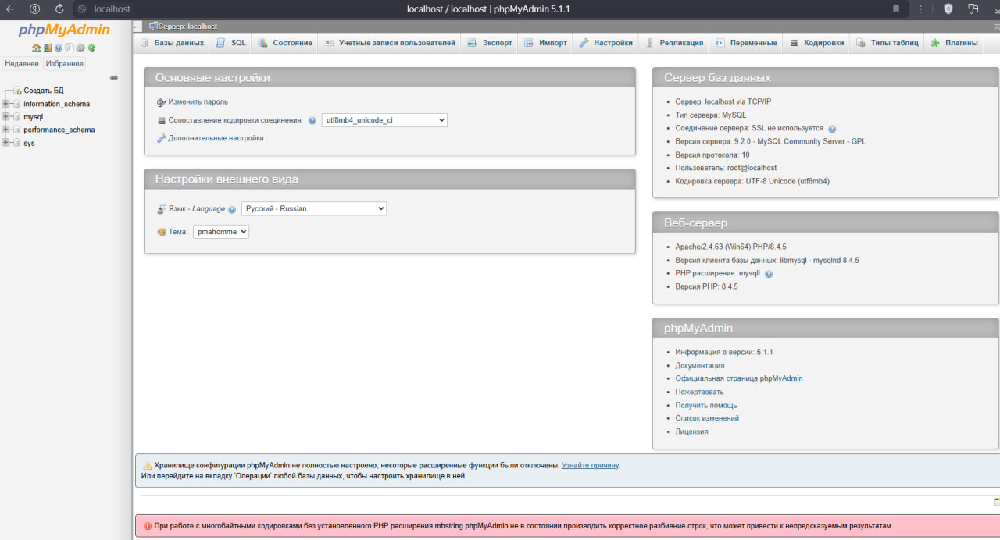 localhost
localhost / localhost | phpMyAdmin 5.1.1
phpMyAdmin
Недавнее Избранное
Создать БД
information_schema
mysql
performance_schema
sys
Сервер: localhost
Базы данных SQL Состояние Учетные записи пользователей Экспорт Импорт Настройки Репликация Переменные Кодировки Типы таблиц Плагины
Основные настройки
Изменить пароль
Сопоставление кодировки соединения: utf8mb4_unicode_ci
Дополнительные настройки
Настройки внешнего вида
Язык - Language Русский - Russian
Тема: pmahomme
Сервер баз данных
Сервер: localhost via TCP/IP
Тип сервера: MySQL
Соединение сервера: SSL не используется
Версия сервера: 9.2.0 - MySQL Community Server - GPL
Версия протокола: 10
Пользователь: root@localhost
Кодировка сервера: UTF-8 Unicode (utf8mb4)
Веб-сервер
Apache/2.4.63 (Win64) PHP/8.4.5
Версия клиента базы данных: libmysql - mysqlnd 8.4.5
PHP расширение: mysqli
Версия PHP: 8.4.5
phpMyAdmin
Информация о версии: 5.1.1
Документация
Официальная страница phpMyAdmin
Пожертвовать
Получить помощь
Список изменений
Лицензия
Хранилище конфигурации phpMyAdmin не полностью настроено, некоторые расширенные функции были отключены. Узнайте причину.
Или перейдите на вкладку 'Операции' любой базы данных, чтобы настроить хранилище в ней.
При работе с многобайтными кодировками без установленного PHP расширения mbstring phpMyAdmin не в состоянии производить корректное разбиение строк, что может привести к непредсказуемым результатам.